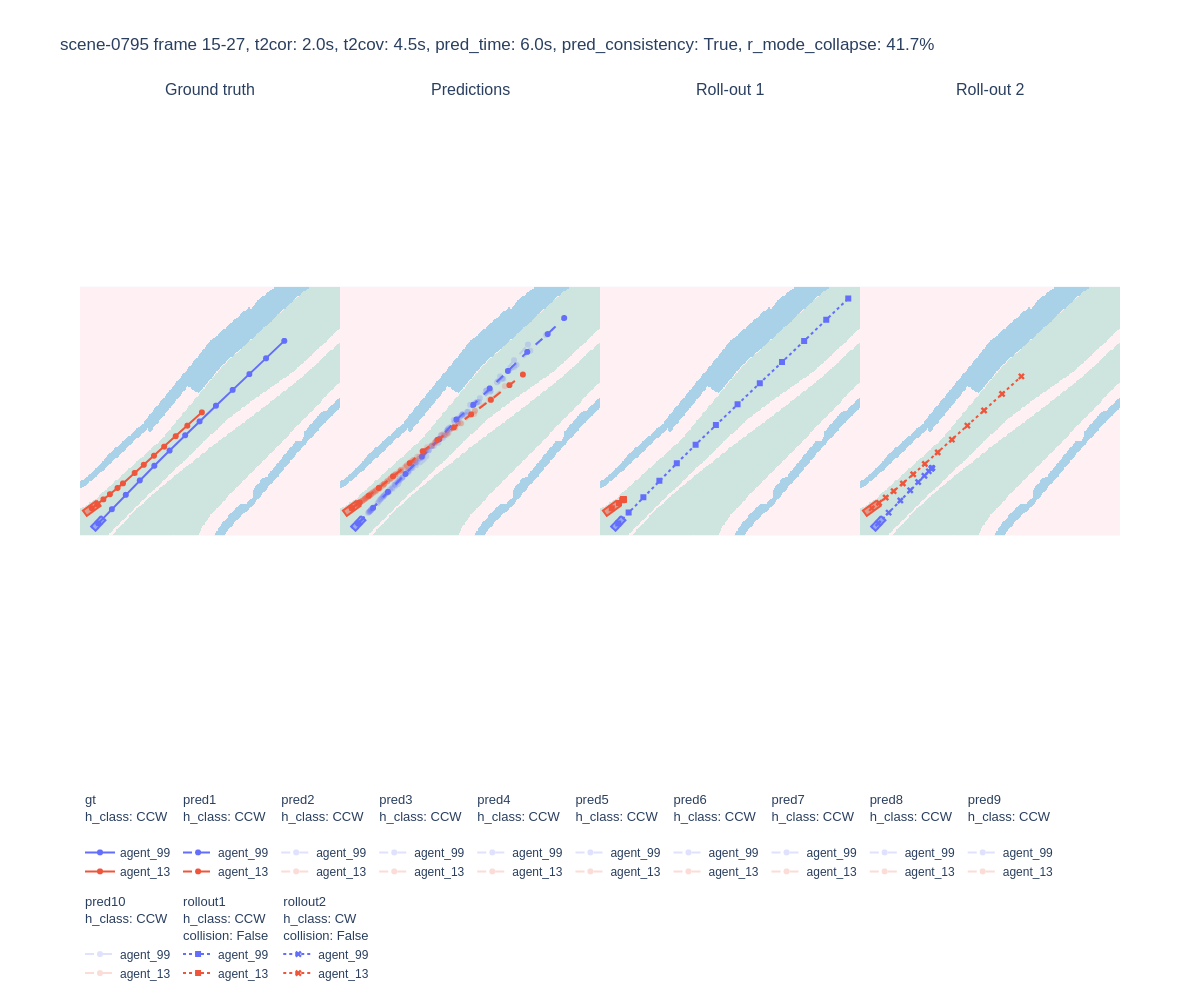 scene-0795 frame 15-27, t2cor: 2.0s, t2cov: 4.5s, pred_time: 6.0s, pred_consistency: True, r_mode_collapse: 41.7%
Ground truth Predictions Roll-out 1 Roll-out 2
gt pred1 pred2 pred3 pred4 pred5 pred6 pred7 pred8 pred9
h_class: CCW h_class: CCW h_class: CCW h_class: CCW h_class: CCW h_class: CCW h_class: CCW h_class: CCW h_class: CCW h_class: CCW
agent_99 agent_99 agent_99 agent_99 agent_99 agent_99 agent_99 agent_99 agent_99 agent_99
agent_13 agent_13 agent_13 agent_13 agent_13 agent_13 agent_13 agent_13 agent_13 agent_13
pred10 rollout1 rollout2
h_class: CCW h_class: CCW h_class: CW
collision: False collision: False
agent_99 agent_99 agent_99
agent_13 agent_13 agent_13